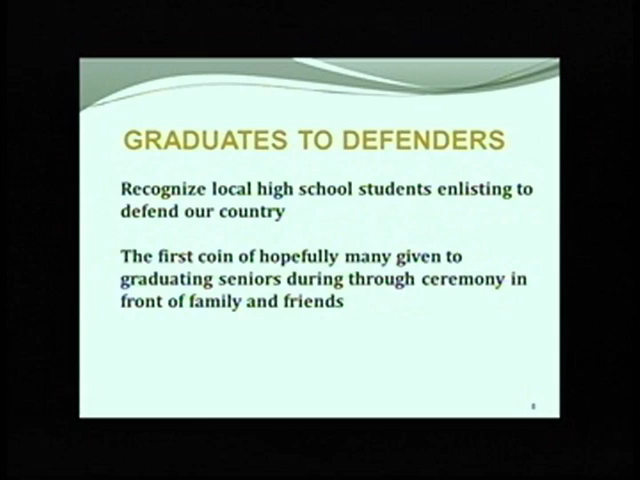 GRADUATES TO DEFENDERS
Recognize local high school students enlisting to
defend our country
The first coin of hopefully many given to
graduating seniors during through ceremony in
front of family and friends